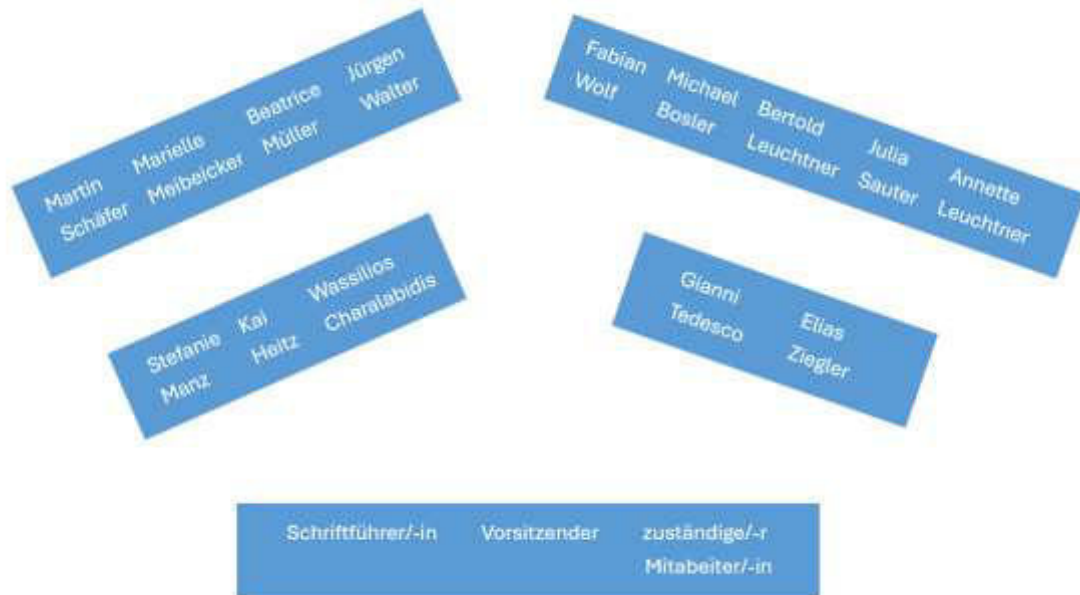 Martin Schäfer
Marielle Meibeicker
Beatrice Müller
Jürgen Walter
Fabian Wolf
Michael Bosler
Bertold Leuchtner
Julia Sauter
Annette Leuchtner
Stefanie Manz
Kai Heitz
Wassilios Charalabidis
Gianni Tedesco
Elias Ziegler
Schriftführer/-in
Vorsitzender
zuständige/-r
Mitabeiter/-in